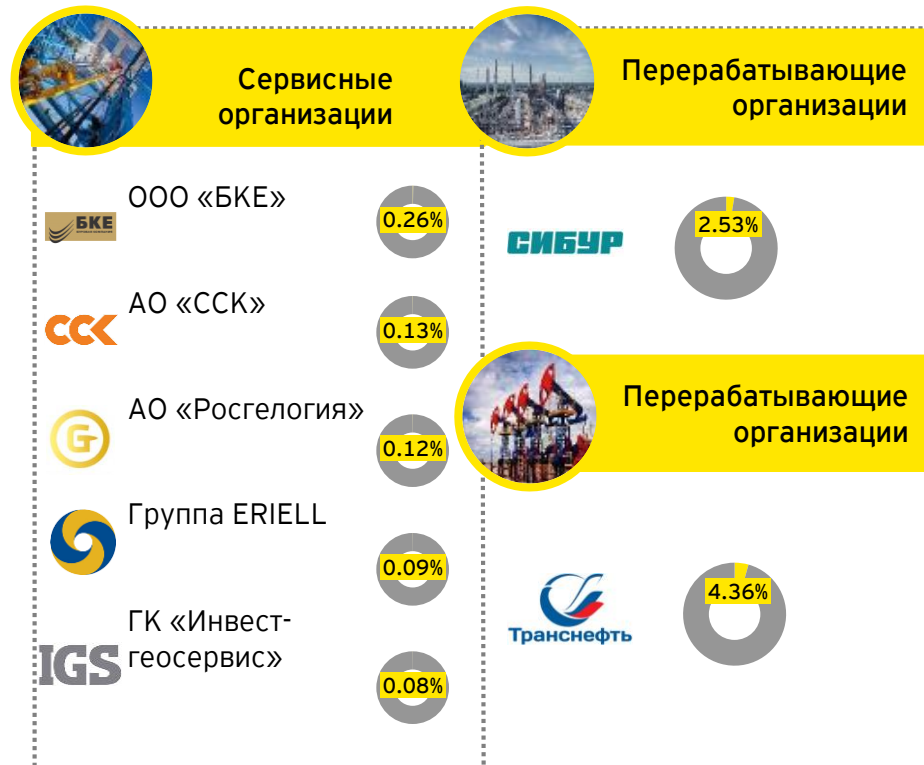 Сервисные
организации
БКЕ
ООО «БКЕ»
0.26%
ССК
АО «ССК»
0.13%
G
АО «Росгелогия»
0.12%
Группа ERIELL
0.09%
IGS
ГК «Инвест-
геосервис»
0.08%
Перерабатывающие
организации
СИБУР
2.53%
Перерабатывающие
организации
Транснефть
4.36%